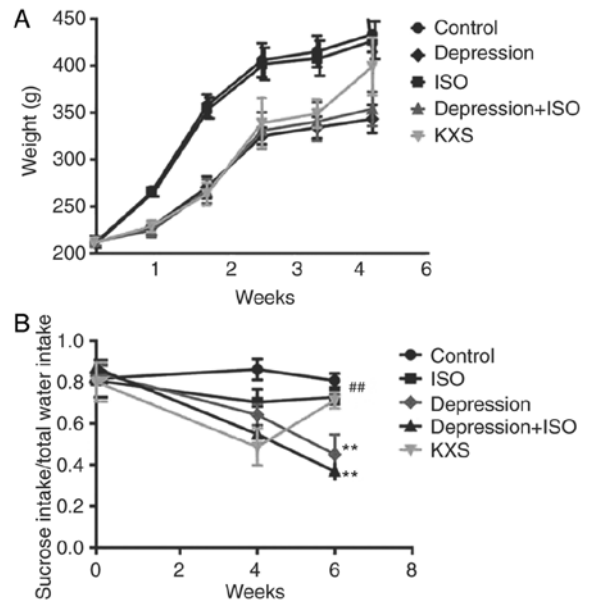 A
450
400
350
300
250
200
Weight (g)
1 2 3 4 6
Weeks
Control
Depression
ISO
Depression+ISO
KXS
B
1.0
0.8
0.6
0.4
0.2
0.0
Sucrose intake/total water intake
0 2 4 6 8
Weeks
##
**
**
Control
ISO
Depression
Depression+ISO
KXS